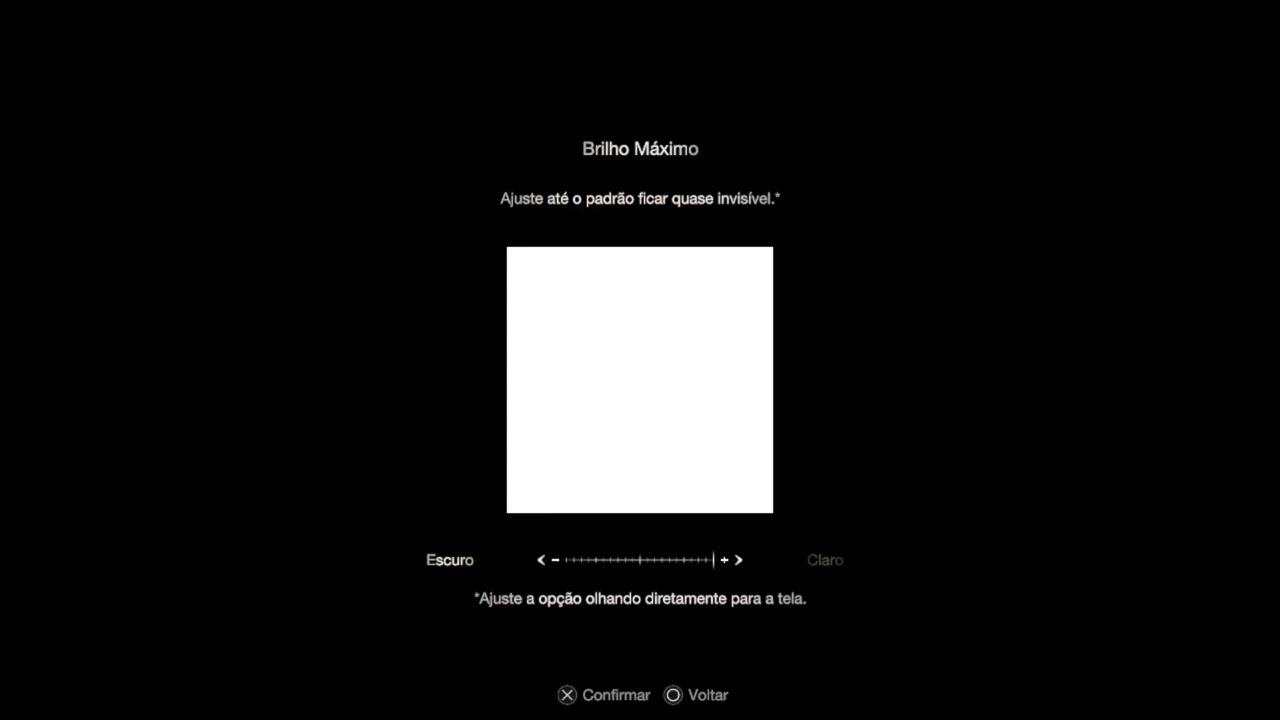 Brilho Máximo
Ajuste até o padrão ficar quase invisível.*
Escuro Claro
*Ajuste a opção olhando diretamente para a tela.
Confirmar Voltar